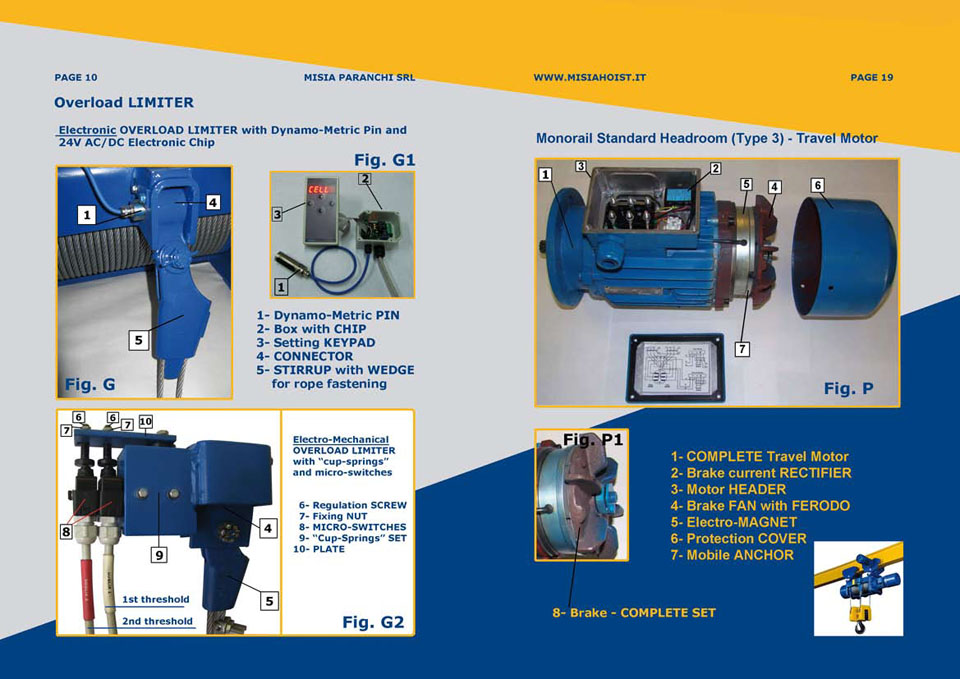 PAGE 10
MISIA PARANCHI SRL
WWW.MISIAHOIST.IT
PAGE 19
Overload LIMITER
Electronic OVERLOAD LIMITER with Dynamo-Metric Pin and
24V AC/DC Electronic Chip
Fig. G1
1
4
5
Fig. G
CELL
2
3
1
1- Dynamo-Metric PIN
2- Box with CHIP
3- Setting KEYPAD
4- CONNECTOR
5- STIRRUP with WEDGE
for rope fastening
6
6
7
7
10
8
9
4
5
1st threshold
2nd threshold
Electro-Mechanical
OVERLOAD LIMITER
with “cup-springs”
and micro-switches
6- Regulation SCREW
7- Fixing NUT
8- MICRO-SWITCHES
9- “Cup-Springs” SET
10- PLATE
Fig. G2
Monorail Standard Headroom (Type 3) - Travel Motor
1
3
2
5
4
6
7
Fig. P
Fig. P1
1- COMPLETE Travel Motor
2- Brake current RECTIFIER
3- Motor HEADER
4- Brake FAN with FERODO
5- Electro-MAGNET
6- Protection COVER
7- Mobile ANCHOR
8- Brake - COMPLETE SET